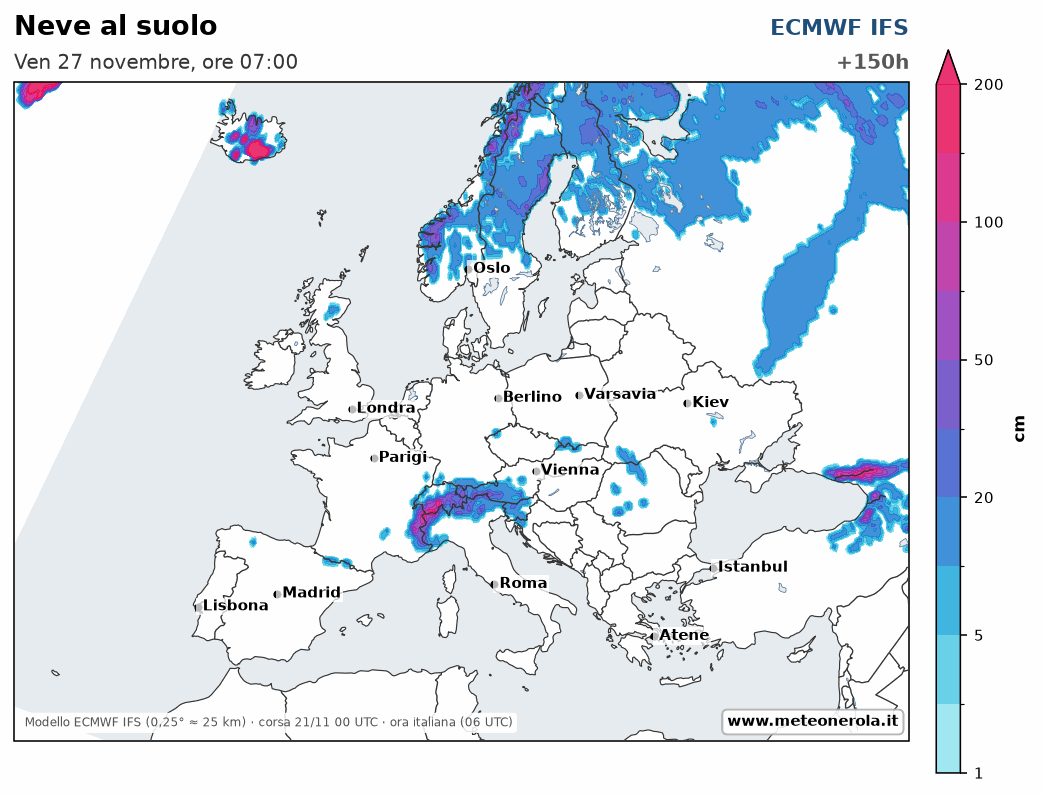 Neve al suolo
ECMWF IFS
Ven 27 novembre, ore 07:00
+150h
200
100
50
20
5
1
cm
Oslo
Londra
Berlino
Varsavia
Kiev
Parigi
Vienna
Istanbul
Roma
Madrid
Lisbona
Atene
Modello ECMWF IFS (0,25° ≈ 25 km) · corsa 21/11 00 UTC · ora italiana (06 UTC)
www.meteonerola.it